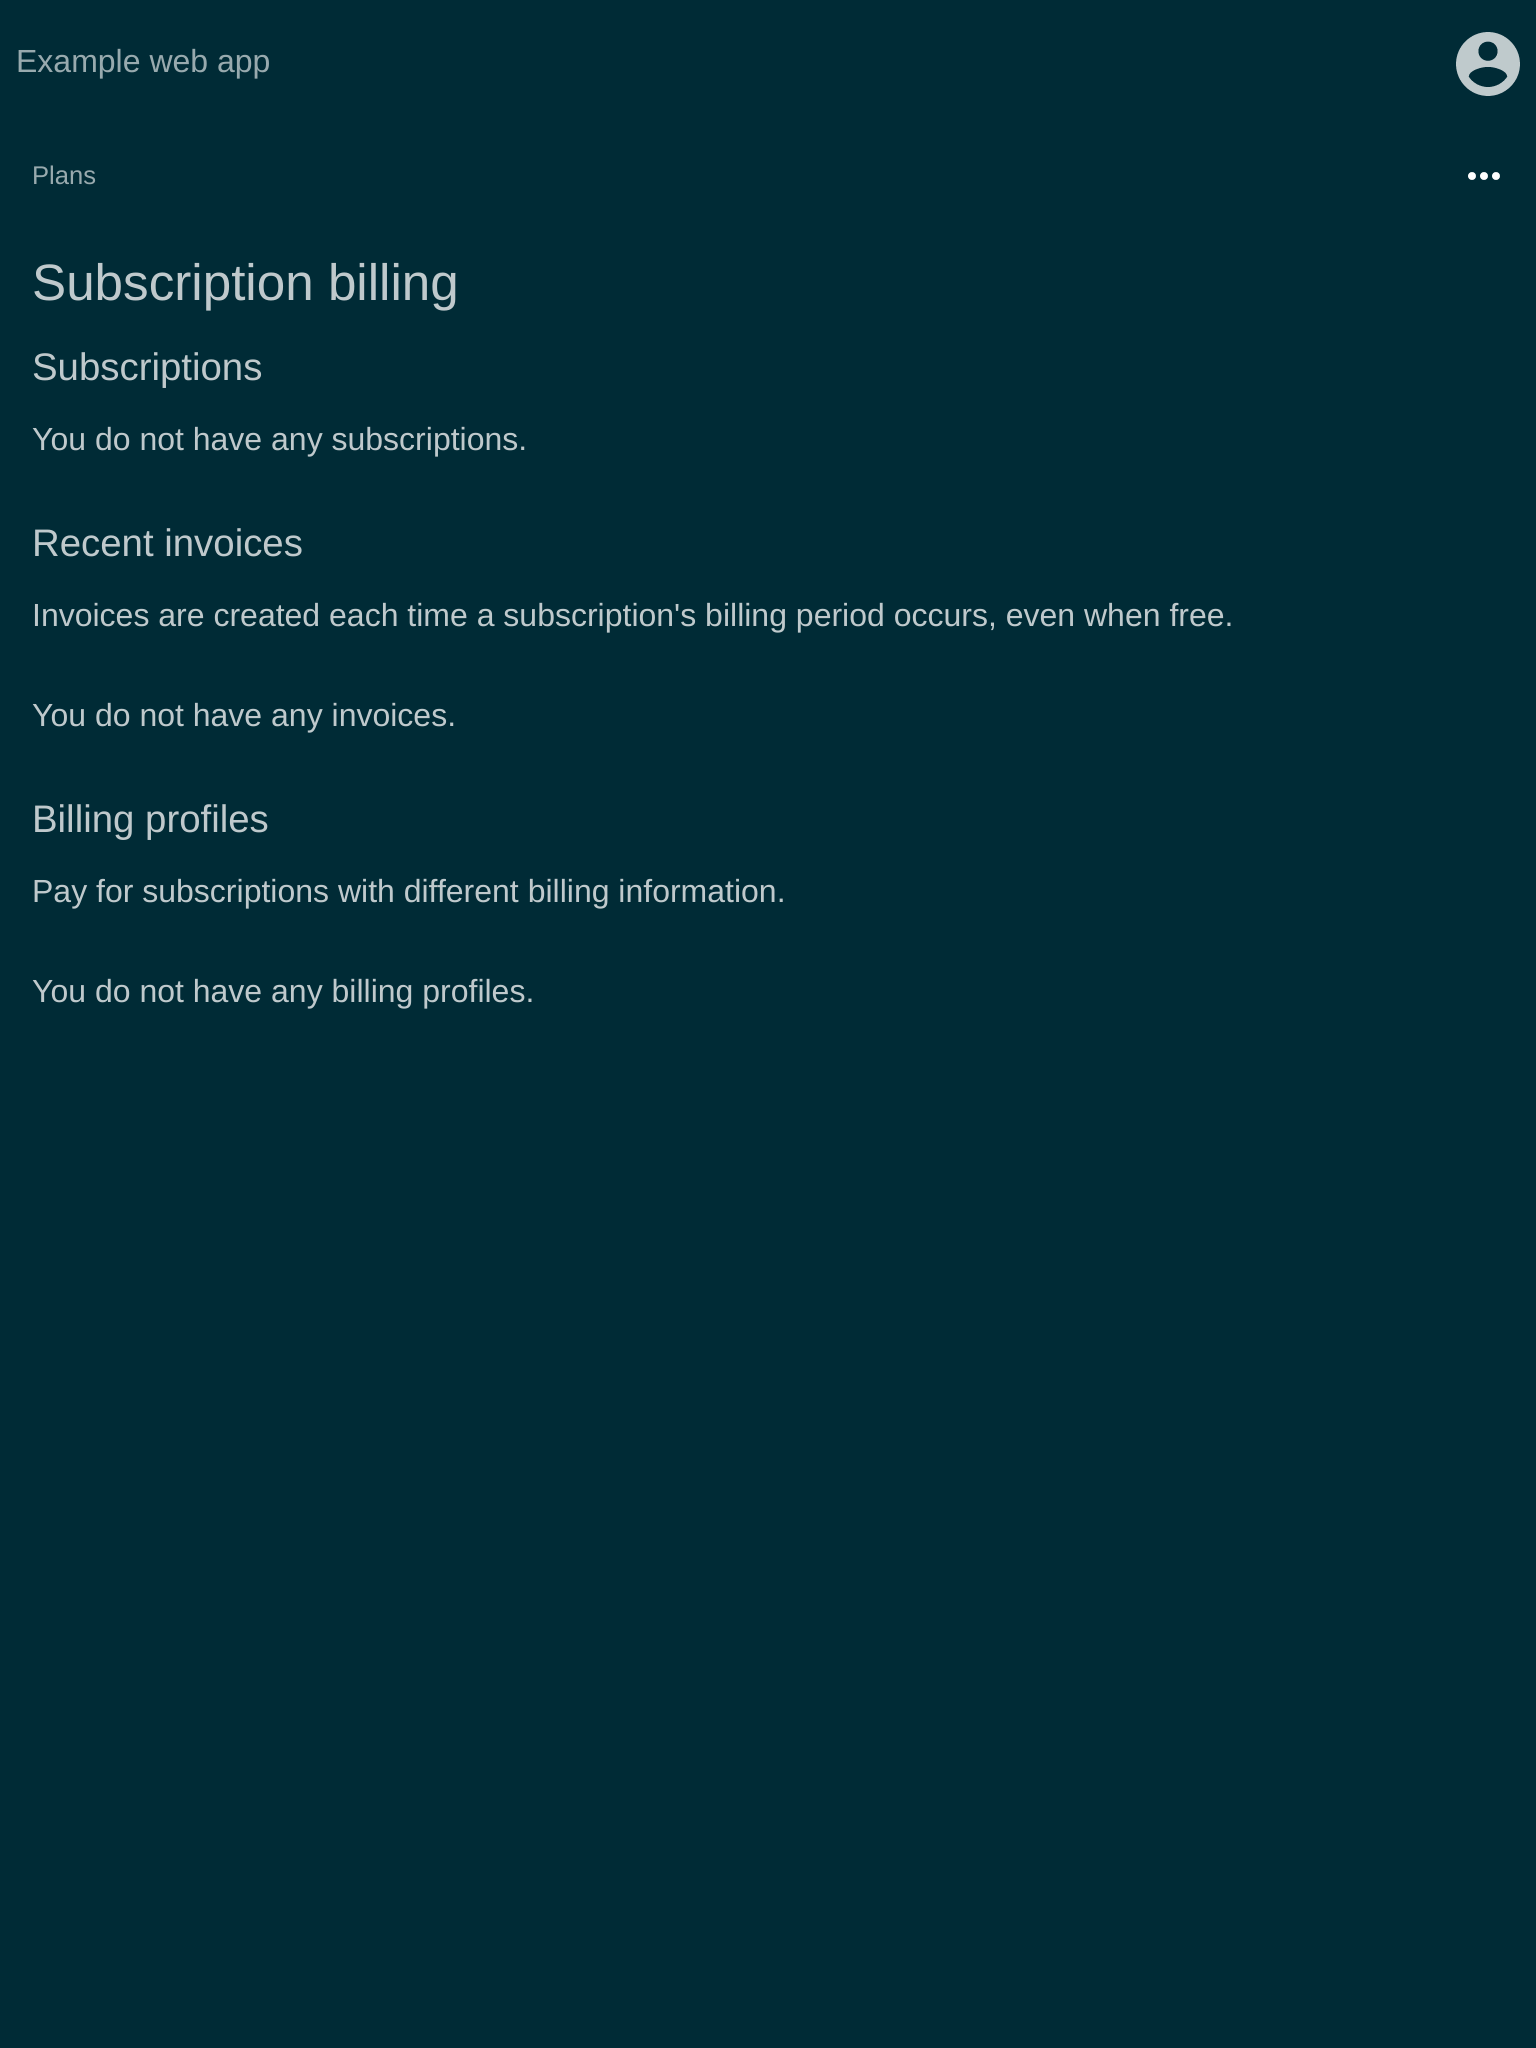 Example web app
Plans
Subscription billing
Subscriptions
You do not have any subscriptions.
Recent invoices
Invoices are created each time a subscription's billing period occurs, even when free.
You do not have any invoices.
Billing profiles
Pay for subscriptions with different billing information.
You do not have any billing profiles.